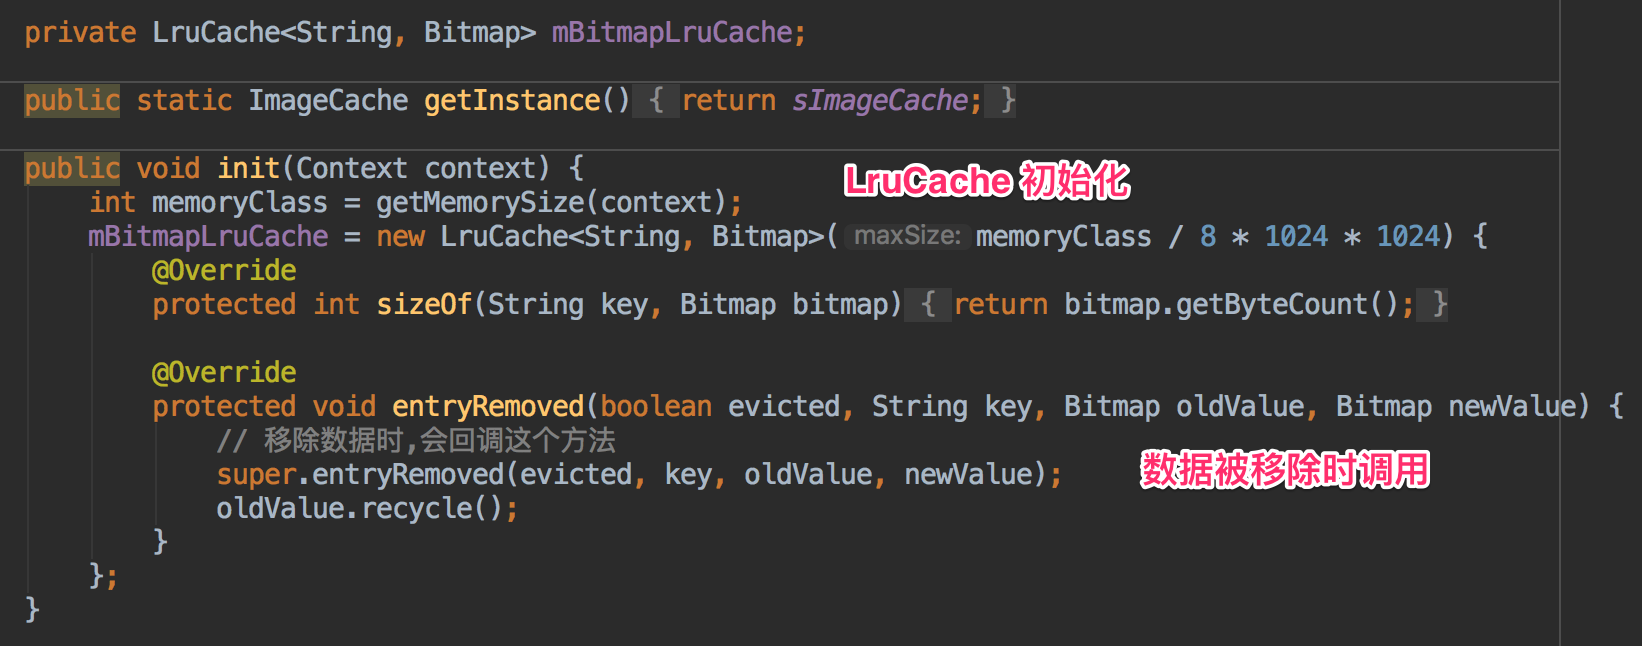 private LruCache<String, Bitmap> mBitmapLruCache;
public static ImageCache getInstance() { return sImageCache; }
public void init(Context context) {
LruCache 初始化
int memoryClass = getMemorySize(context);
mBitmapLruCache = new LruCache<String, Bitmap>( maxSize: memoryClass / 8 * 1024 * 1024) {
@Override
protected int sizeOf(String key, Bitmap bitmap) { return bitmap.getByteCount(); }
@Override
protected void entryRemoved(boolean evicted, String key, Bitmap oldValue, Bitmap newValue) {
// 移除数据时,会回调这个方法
super.entryRemoved(evicted, key, oldValue, newValue);
数据被移除时调用
oldValue.recycle();
}
};
}